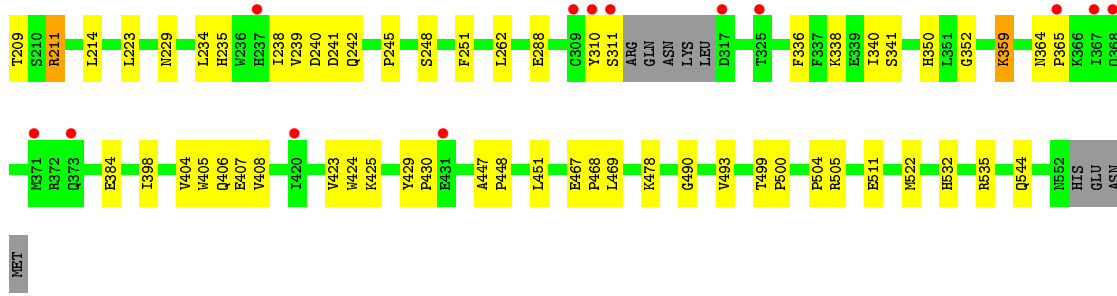 T209 S210 R211 L214 L223 N229 L234 H235 W236 H237 I238 V239 D240 D241 Q242 P245 S248 F251 L262 E288 C309 Y310 S311 ARG GLN ASN LYS LEU D317 T325 F336 F337 K338 E339 I340 S341 H350 L351 G352 K359 N364 P365 K366 I367 Q368
M371 R372 Q373 E384 I398 V404 W405 Q406 E407 V408 I420 V423 W424 K425 Y429 P430 E431 A447 P448 L451 E467 P468 L469 K478 G490 V493 T499 P500 P504 R505 E511 M522 H532 R535 Q544 N552 HIS GLU ASN
MET